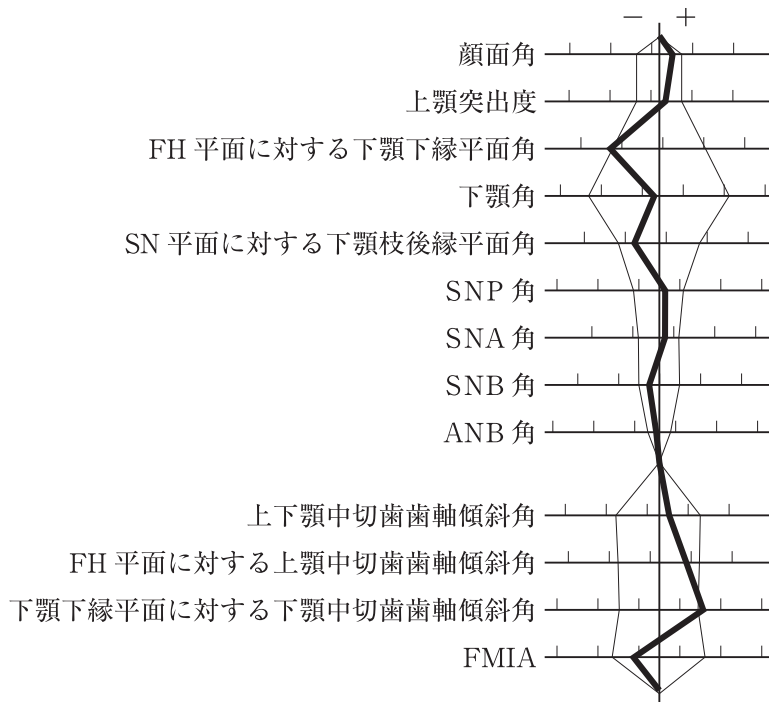 − +
顔面角
上顎突出度
FH 平面に対する下顎下縁平面角
下顎角
SN 平面に対する下顎枝後縁平面角
SNP 角
SNA 角
SNB 角
ANB 角
上下顎中切歯歯軸傾斜角
FH 平面に対する上顎中切歯歯軸傾斜角
下顎下縁平面に対する下顎中切歯歯軸傾斜角
FMIA